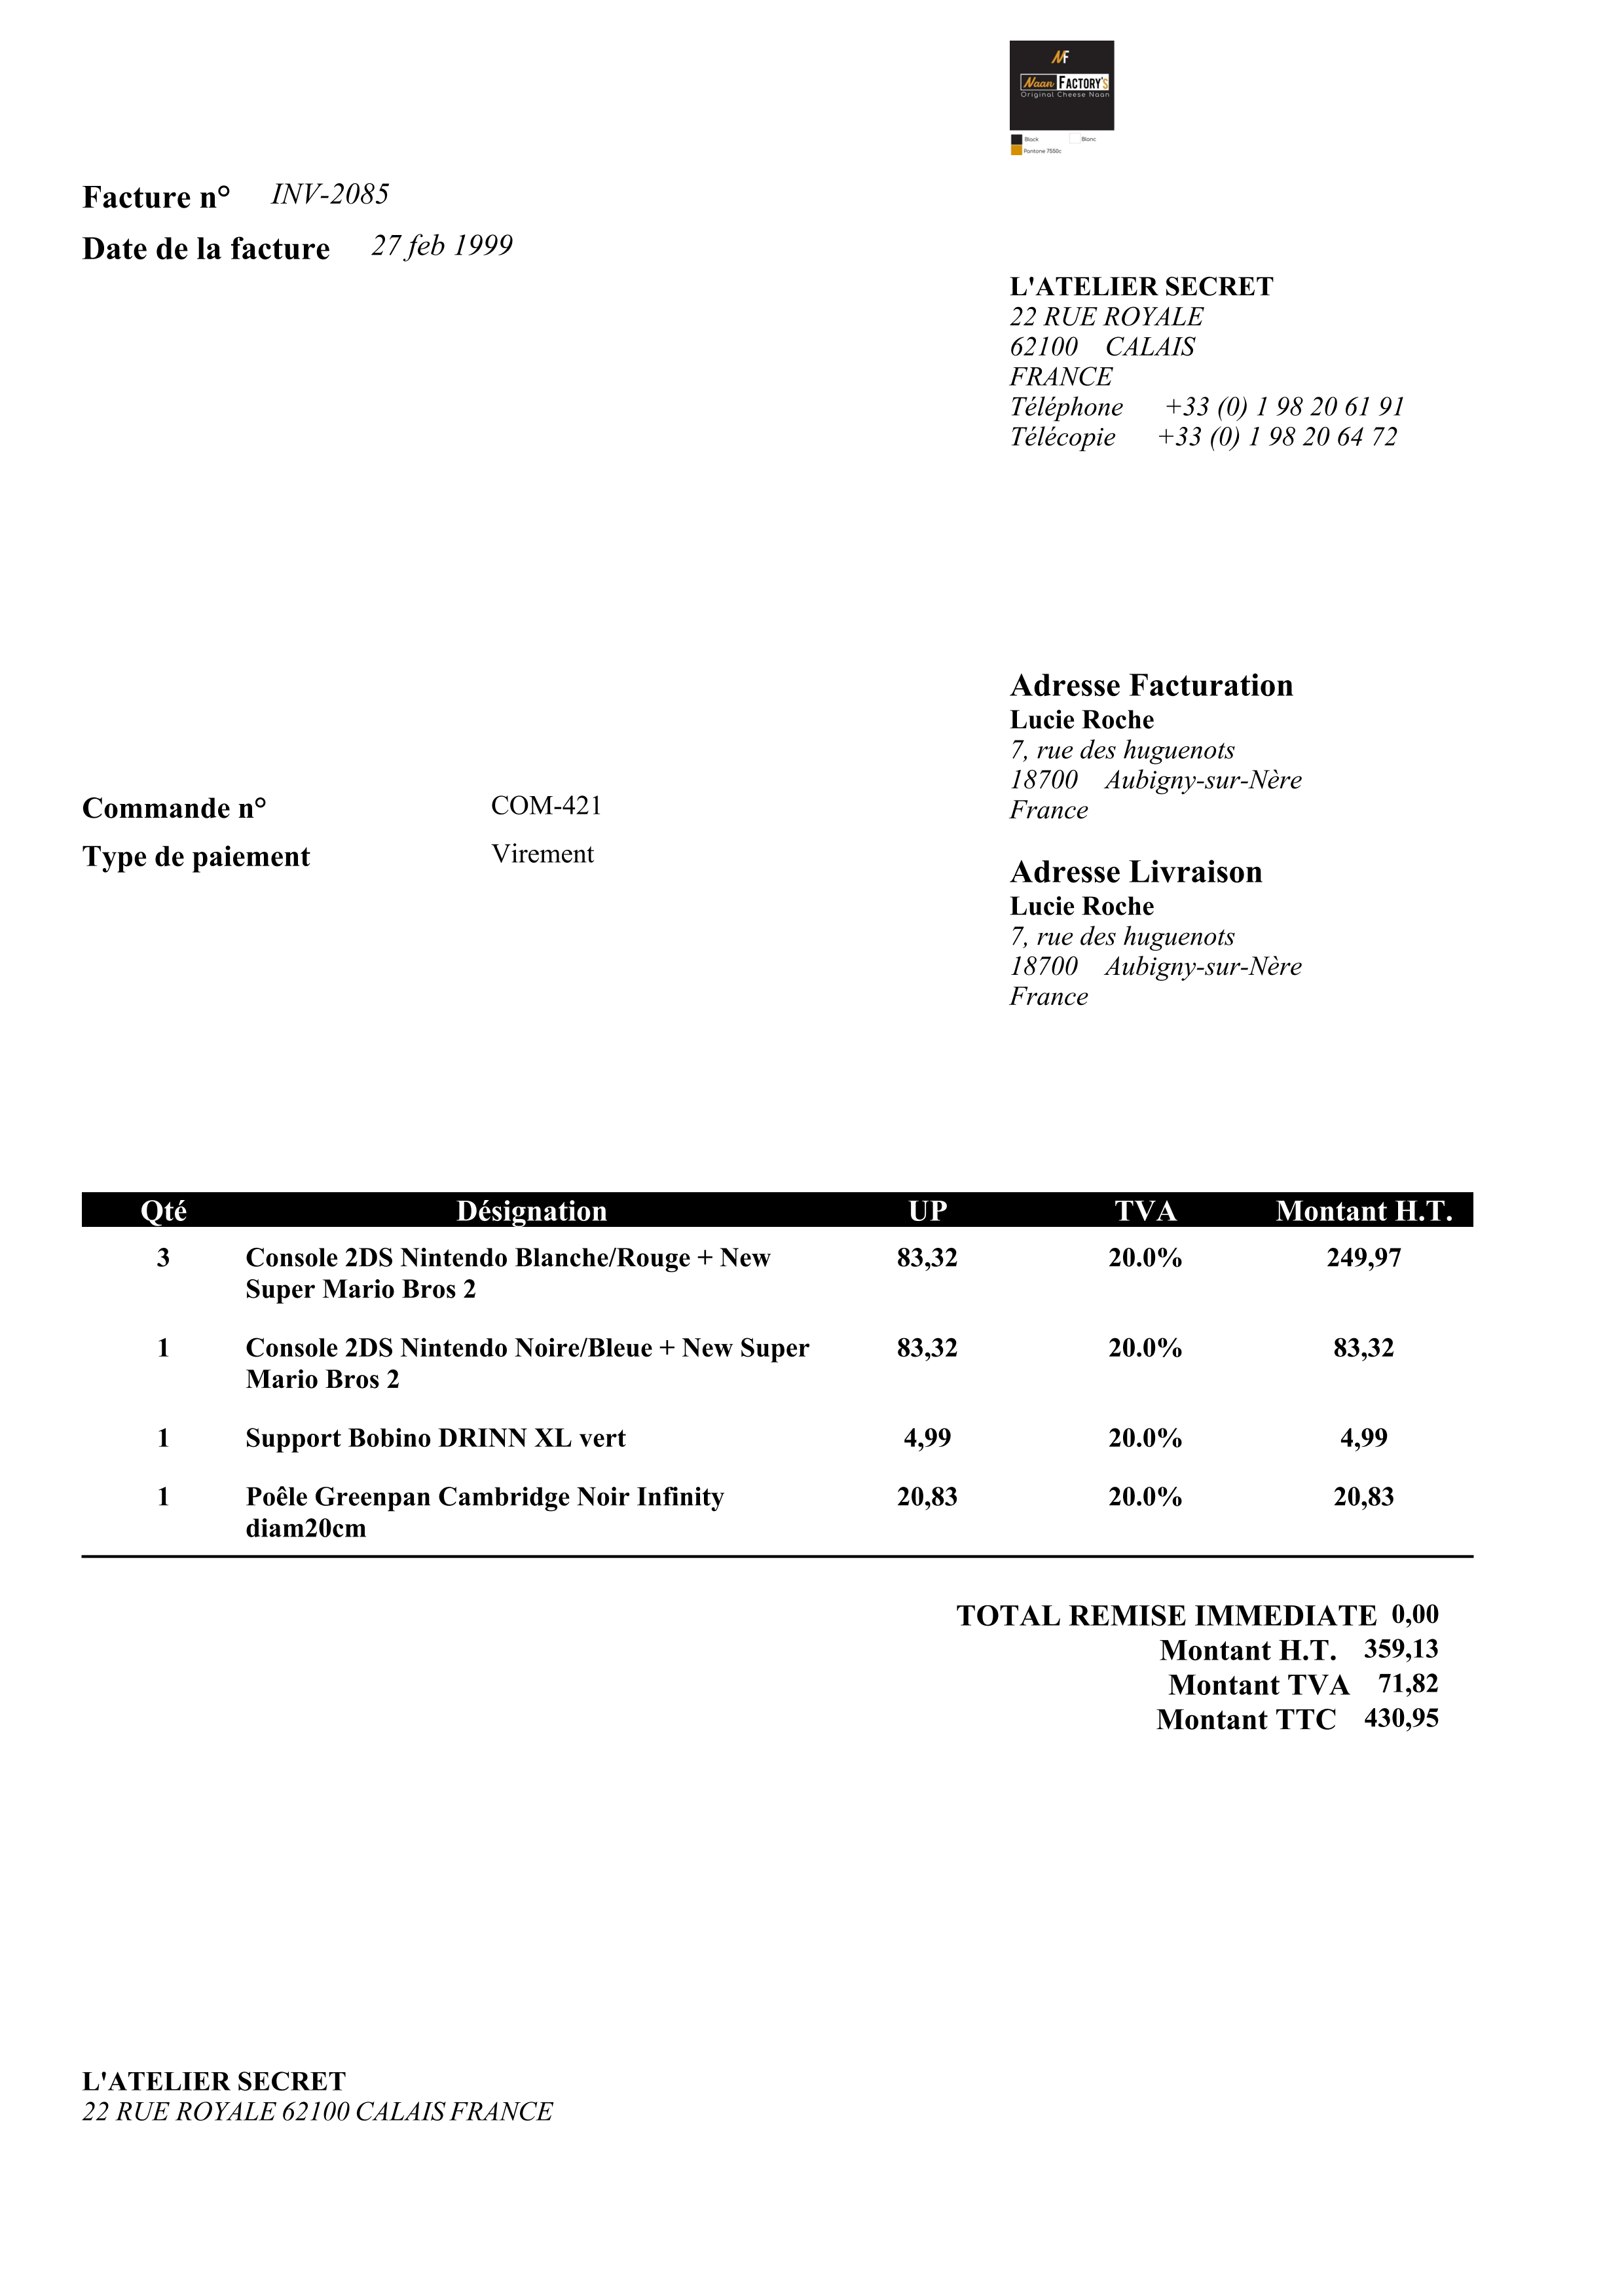 MF
Naan FACTORY'S
Original Cheese Naan
Black Blanc
Pantone 7550c
Facture n° INV-2085
Date de la facture 27 feb 1999
L'ATELIER SECRET
22 RUE ROYALE
62100 CALAIS
FRANCE
Téléphone +33 (0) 1 98 20 61 91
Télécopie +33 (0) 1 98 20 64 72
Adresse Facturation
Lucie Roche
7, rue des huguenots
18700 Aubigny-sur-Nère
France
Commande n° COM-421
Type de paiement Virement
Adresse Livraison
Lucie Roche
7, rue des huguenots
18700 Aubigny-sur-Nère
France
Qté Désignation UP TVA Montant H.T.
3 Console 2DS Nintendo Blanche/Rouge + New 83,32 20.0% 249,97
Super Mario Bros 2
1 Console 2DS Nintendo Noire/Bleue + New Super 83,32 20.0% 83,32
Mario Bros 2
1 Support Bobino DRINN XL vert 4,99 20.0% 4,99
1 Poêle Greenpan Cambridge Noir Infinity 20,83 20.0% 20,83
diam20cm
TOTAL REMISE IMMEDIATE 0,00
Montant H.T. 359,13
Montant TVA 71,82
Montant TTC 430,95
L'ATELIER SECRET
22 RUE ROYALE 62100 CALAIS FRANCE